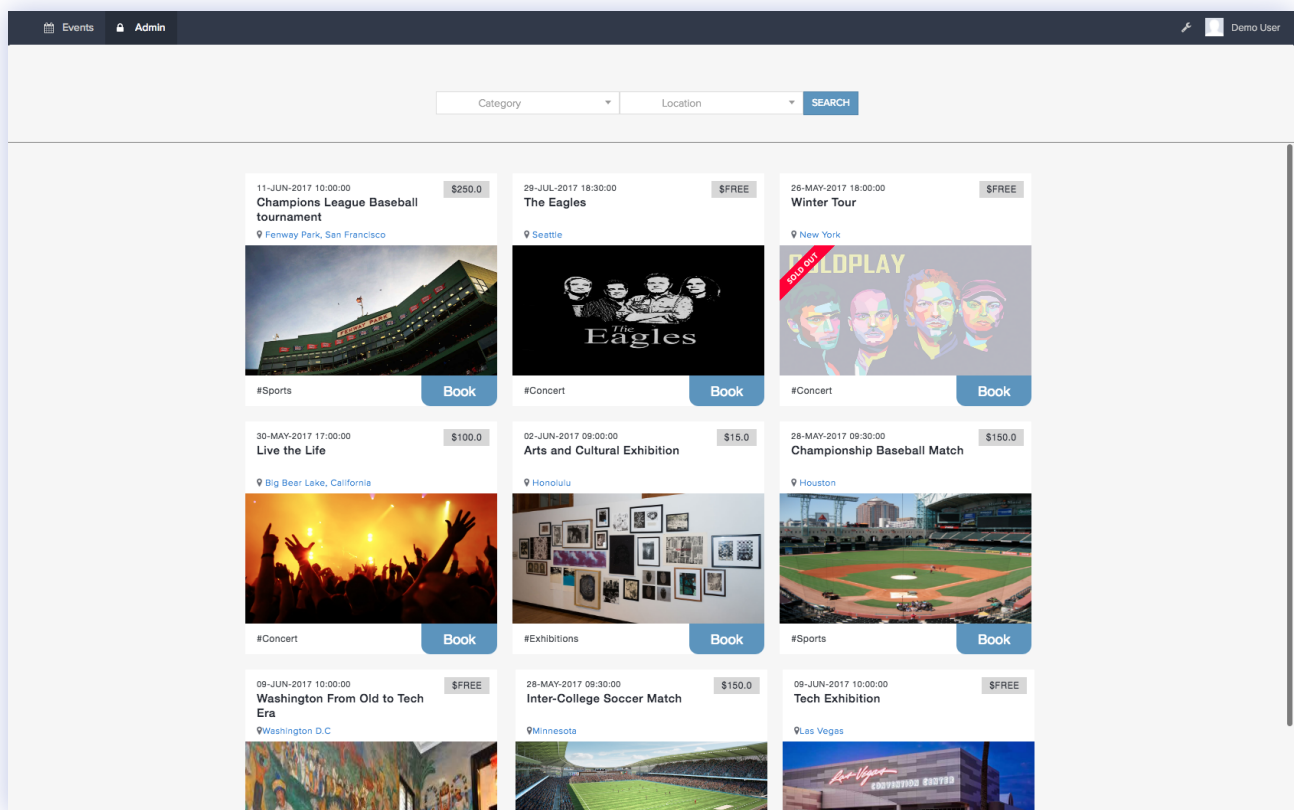 Events Admin Demo User
Category Location SEARCH
11-JUN-2017 10:00:00 $250.0
Champions League Baseball
tournament
Fenway Park, San Francisco
FENWAY PARK
#Sports Book
29-JUL-2017 18:30:00 $FREE
The Eagles
Seattle
The
Eagles
#Concert Book
26-MAY-2017 18:00:00 $FREE
Winter Tour
New York
SOLD OUT
COLDPLAY
#Concert Book
30-MAY-2017 17:00:00 $100.0
Live the Life
Big Bear Lake, California
#Concert Book
02-JUN-2017 09:00:00 $15.0
Arts and Cultural Exhibition
Honolulu
#Exhibitions Book
28-MAY-2017 09:30:00 $150.0
Championship Baseball Match
Houston
#Sports Book
09-JUN-2017 10:00:00 $FREE
Washington From Old to Tech
Era
Washington D.C
28-MAY-2017 09:30:00 $150.0
Inter-College Soccer Match
Minnesota
09-JUN-2017 10:00:00 $FREE
Tech Exhibition
Las Vegas
Las Vegas
CONVENTION CENTER